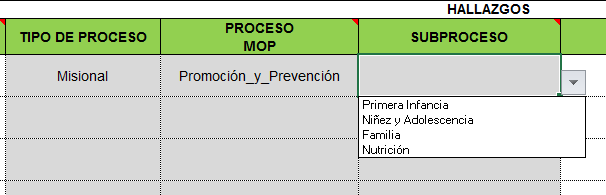 HALLAZGOS
TIPO DE PROCESO
PROCESO
MOP
SUBPROCESO
Misional
Promoción_y_Prevención
Primera Infancia
Niñez y Adolescencia
Familia
Nutrición